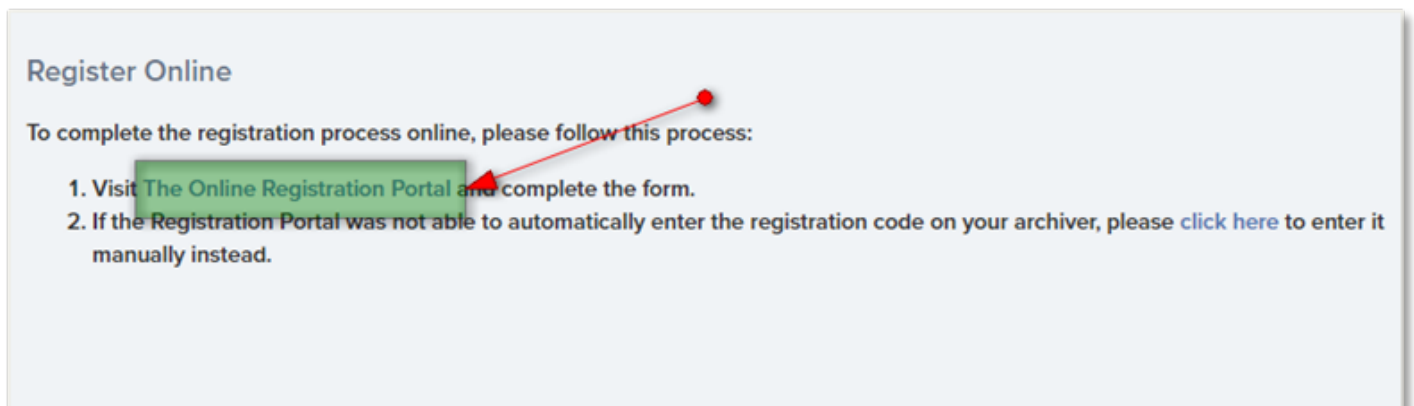 Register Online
To complete the registration process online, please follow this process:
1. Visit The Online Registration Portal and complete the form.
2. If the Registration Portal was not able to automatically enter the registration code on your archiver, please click here to enter it
manually instead.